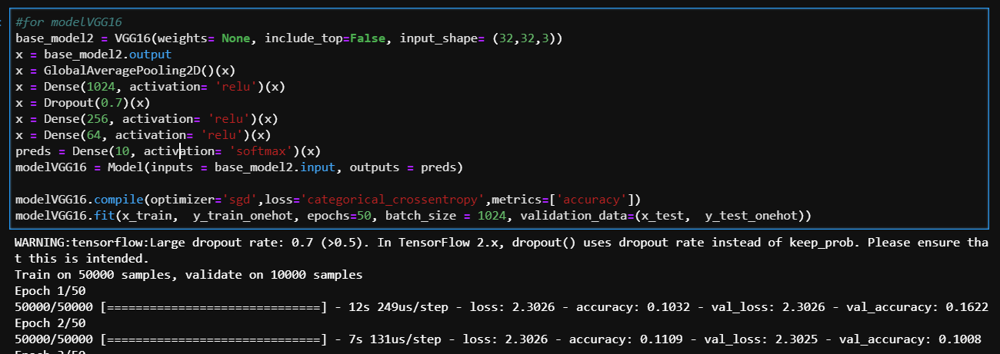 #for modelVGG16
base_model2 = VGG16(weights= None, include_top=False, input_shape= (32,32,3))
x = base_model2.output
x = GlobalAveragePooling2D()(x)
x = Dense(1024, activation= 'relu')(x)
x = Dropout(0.7)(x)
x = Dense(256, activation= 'relu')(x)
x = Dense(64, activation= 'relu')(x)
preds = Dense(10, activation= 'softmax')(x)
modelVGG16 = Model(inputs = base_model2.input, outputs = preds)
modelVGG16.compile(optimizer='sgd',loss='categorical_crossentropy',metrics=['accuracy'])
modelVGG16.fit(x_train,  y_train_onehot, epochs=50, batch_size = 1024, validation_data=(x_test,  y_test_onehot))
WARNING:tensorflow:Large dropout rate: 0.7 (>0.5). In TensorFlow 2.x, dropout() uses dropout rate instead of keep_prob. Please ensure tha
t this is intended.
Train on 50000 samples, validate on 10000 samples
Epoch 1/50
50000/50000 [==============================] - 12s 249us/step - loss: 2.3026 - accuracy: 0.1032 - val_loss: 2.3026 - val_accuracy: 0.1622
Epoch 2/50
50000/50000 [==============================] - 7s 131us/step - loss: 2.3026 - accuracy: 0.1109 - val_loss: 2.3025 - val_accuracy: 0.1008
Epoch 3/50